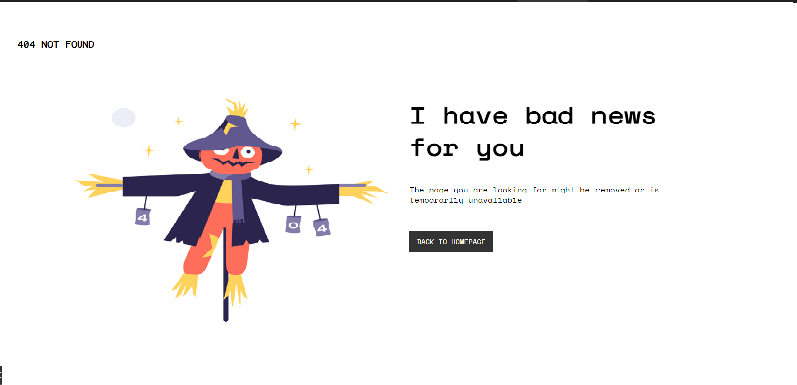 404 NOT FOUND
I have bad news
for you
The page you are looking for might be removed or is
temporarily unavailable
BACK TO HOMEPAGE
4
0
4